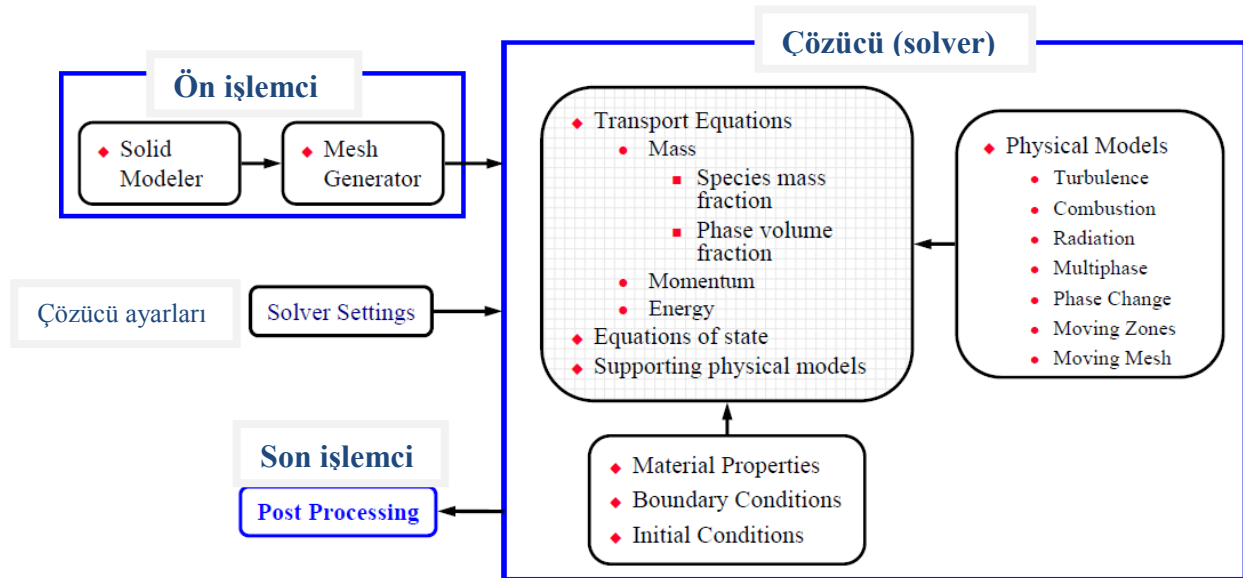 Çözücü (solver)
Ön işlemci
Solid
Modeler
Mesh
Generator
Transport Equations
Mass
Species mass
fraction
Phase volume
fraction
Momentum
Energy
Equations of state
Supporting physical models
Physical Models
Turbulence
Combustion
Radiation
Multiphase
Phase Change
Moving Zones
Moving Mesh
Çözücü ayarları
Solver Settings
Son işlemci
Post Processing
Material Properties
Boundary Conditions
Initial Conditions